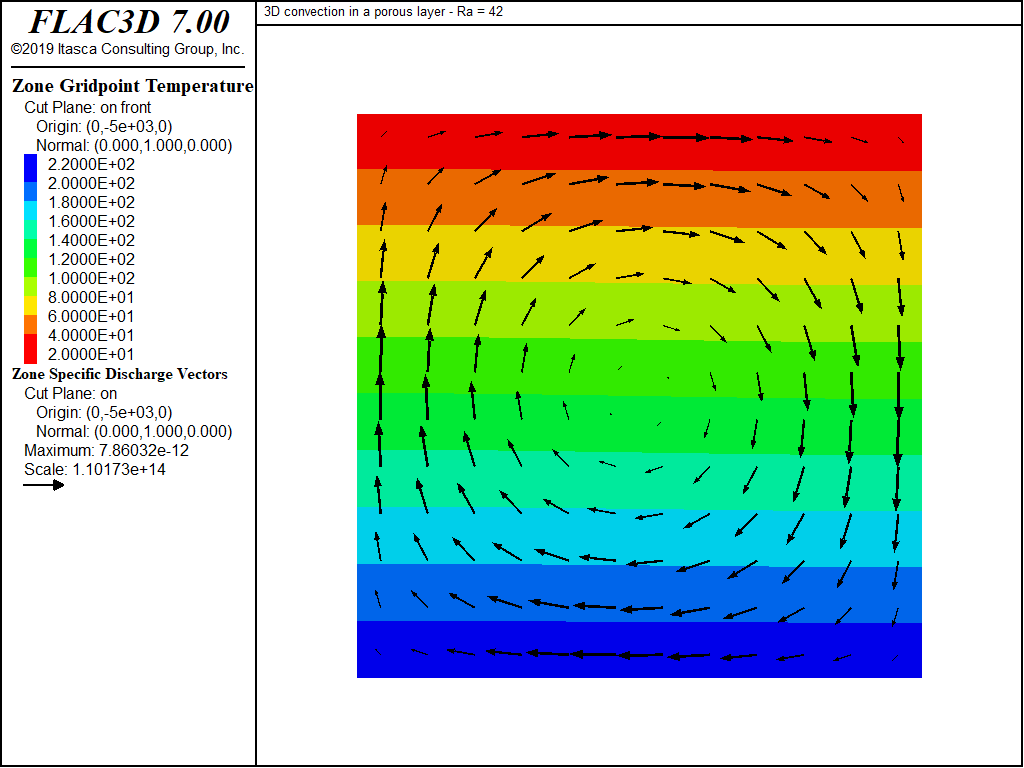 FLAC3D 7.00
©2019 Itasca Consulting Group, Inc.
Zone Gridpoint Temperature
Cut Plane: on front
Origin: (0,-5e+03,0)
Normal: (0.000,1.000,0.000)
2.2000E+02
2.0000E+02
1.8000E+02
1.6000E+02
1.4000E+02
1.2000E+02
1.0000E+02
8.0000E+01
6.0000E+01
4.0000E+01
2.0000E+01
Zone Specific Discharge Vectors
Cut Plane: on
Origin: (0,-5e+03,0)
Normal: (0.000,1.000,0.000)
Maximum: 7.86032e-12
Scale: 1.10173e+14
3D convection in a porous layer - Ra = 42